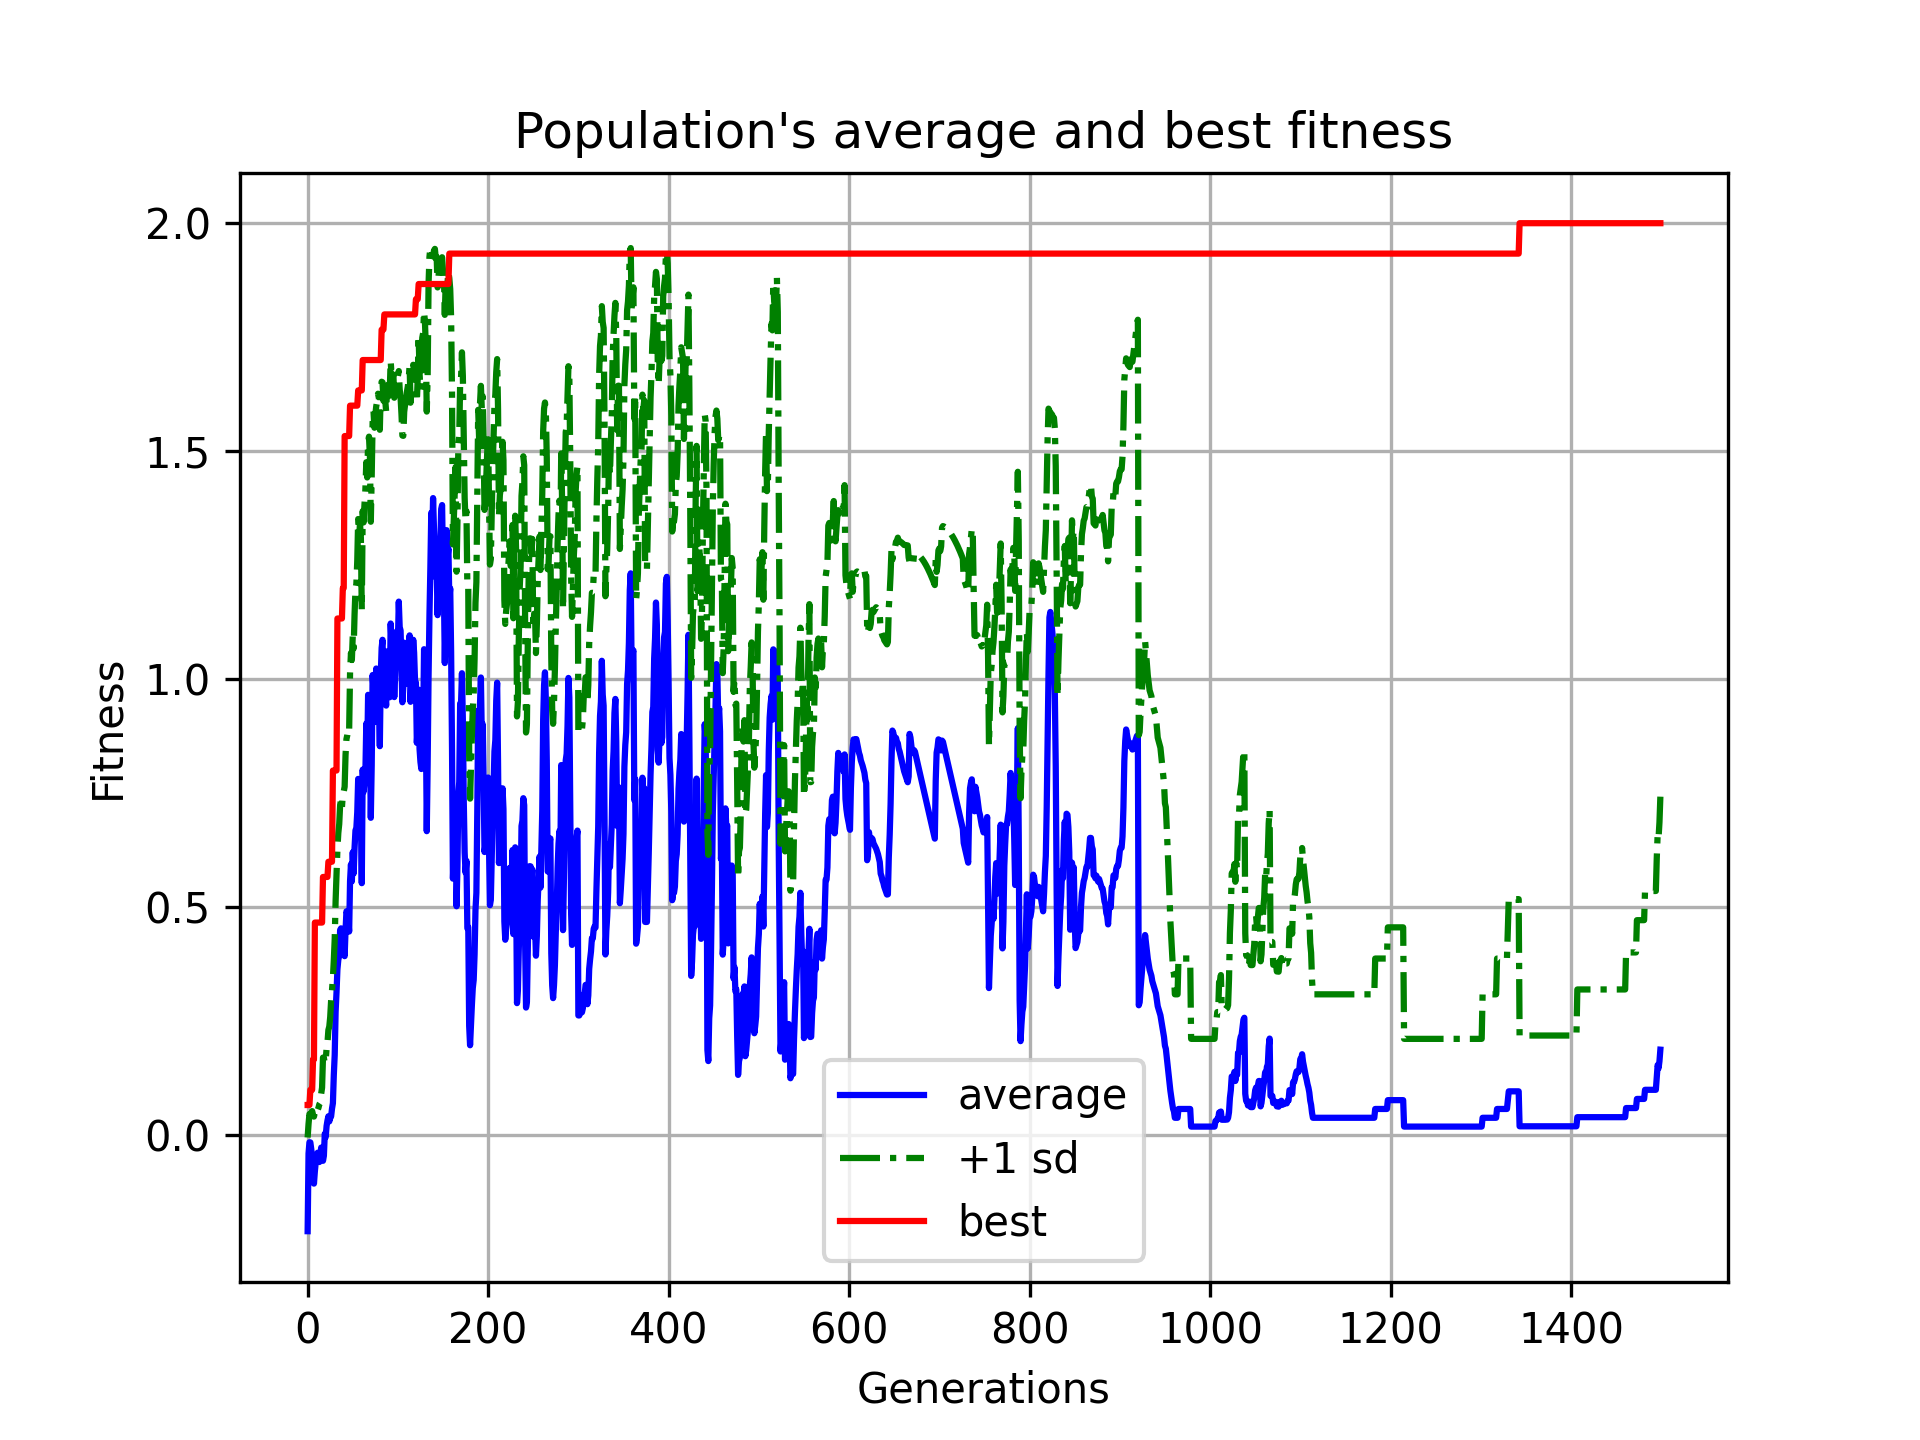 Population's average and best fitness
Fitness
2.0
1.5
1.0
0.5
0.0
average
+1 sd
best
0 200 400 600 800 1000 1200 1400
Generations